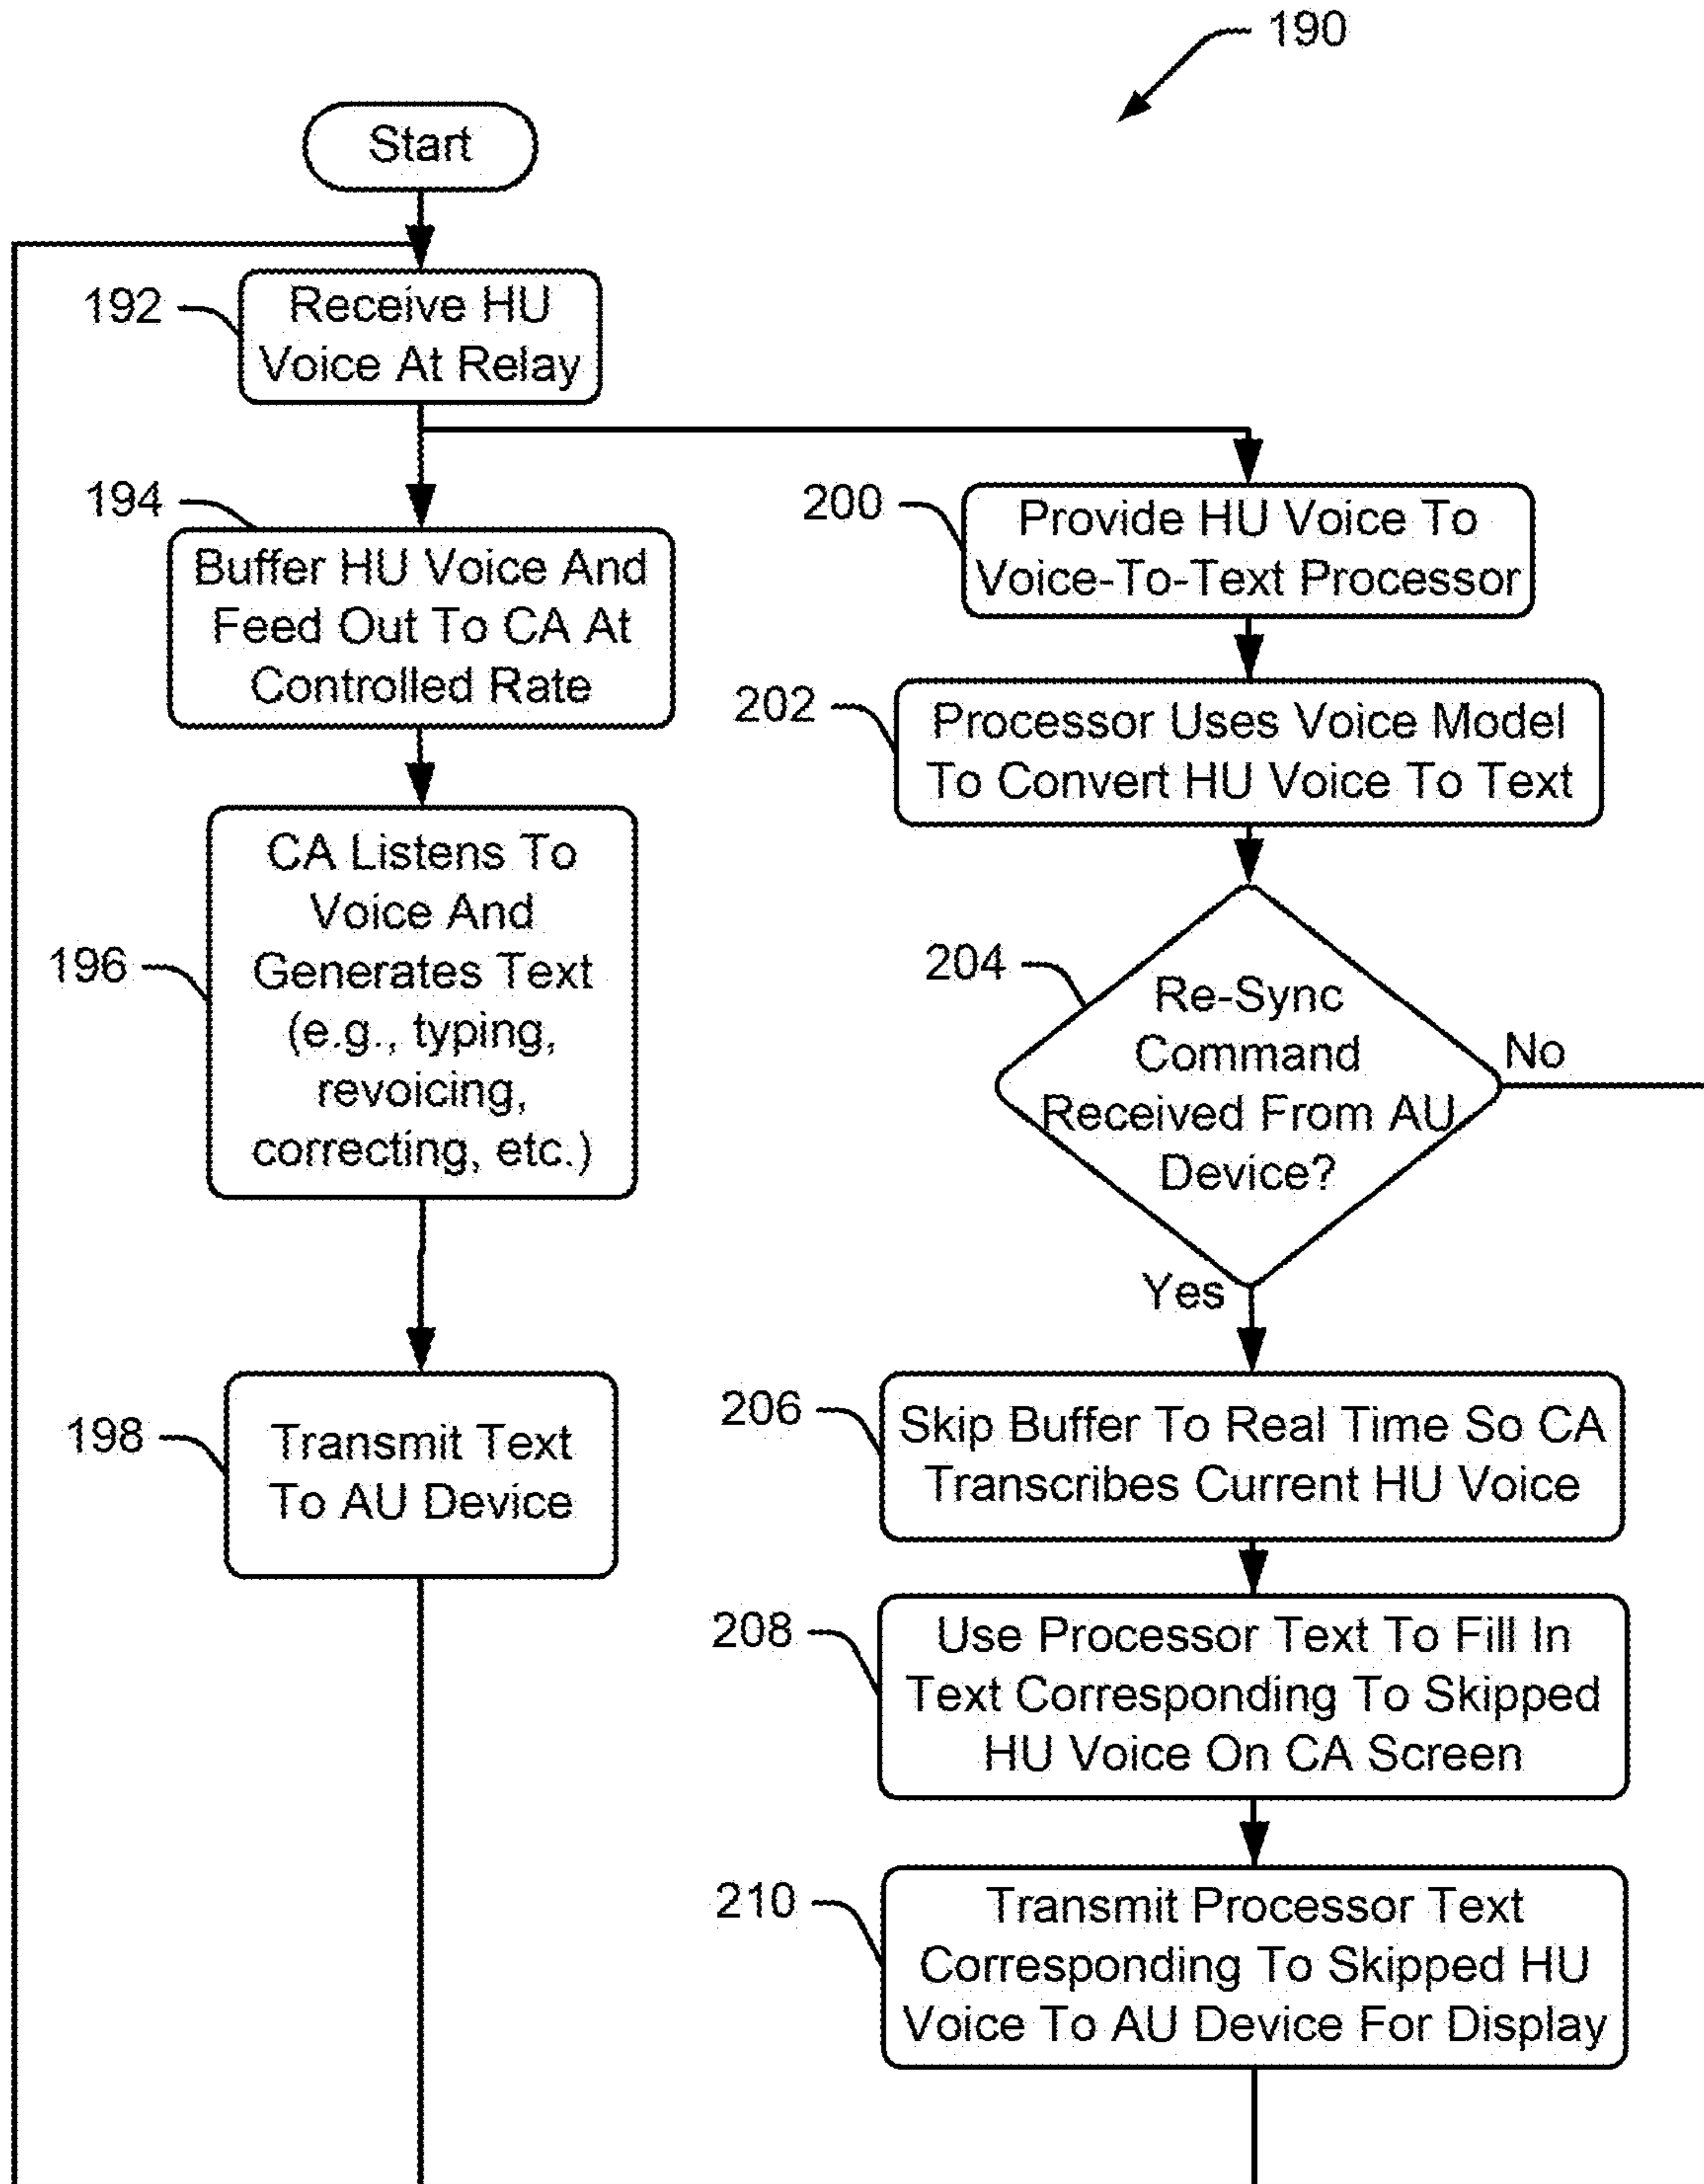 190
Start
192
Receive HU
Voice At Relay
194
Buffer HU Voice And
Feed Out To CA At
Controlled Rate
196
CA Listens To
Voice And
Generates Text
(e.g., typing,
revoicing,
correcting, etc.)
198
Transmit Text
To AU Device
200
Provide HU Voice To
Voice-To-Text Processor
202
Processor Uses Voice Model
To Convert HU Voice To Text
204
Re-Sync
Command
Received From AU
Device?
No
Yes
206
Skip Buffer To Real Time So CA
Transcribes Current HU Voice
208
Use Processor Text To Fill In
Text Corresponding To Skipped
HU Voice On CA Screen
210
Transmit Processor Text
Corresponding To Skipped HU
Voice To AU Device For Display